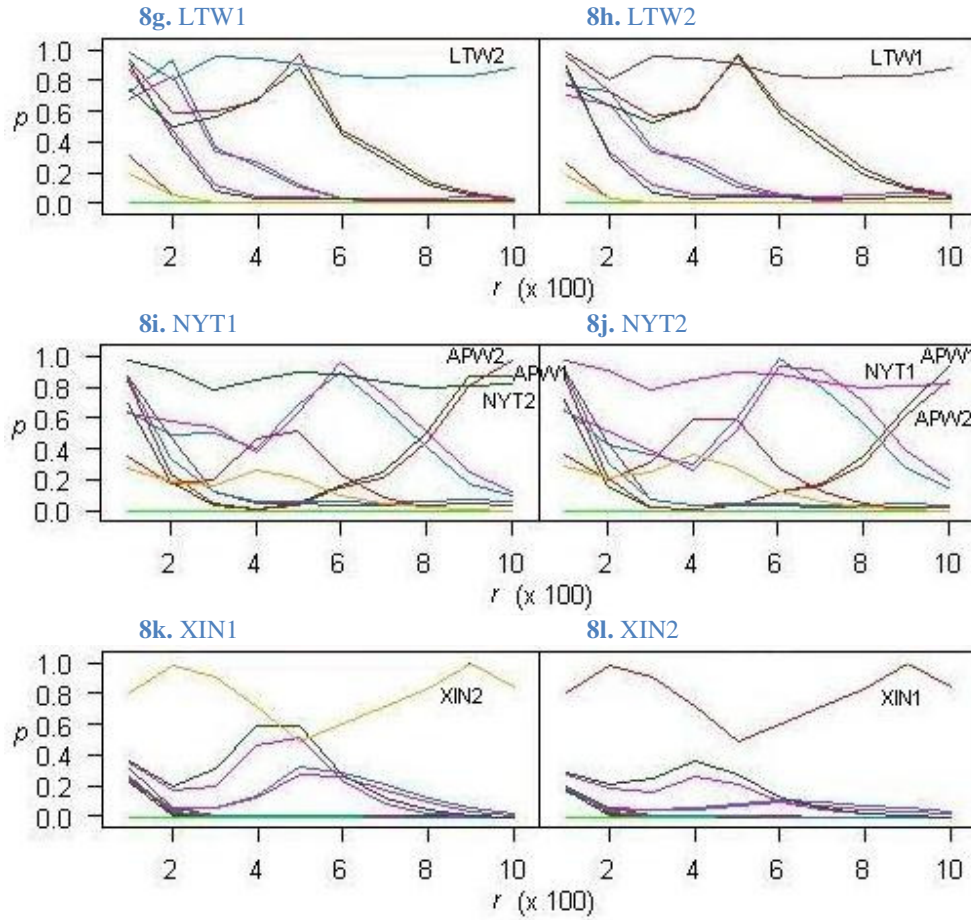 8g. LTW1 8h. LTW2
1.0 LTW2 LTW1
0.8
p 0.6
0.4
0.2
0.0
2 4 6 8 10 2 4 6 8 10
r (x 100) r (x 100)
8i. NYT1 8j. NYT2
1.0 APW2 APW1
0.8 APW1 NYT1
p 0.6 NYT2 APW2
0.4
0.2
0.0
2 4 6 8 10 2 4 6 8 10
r (x 100) r (x 100)
8k. XIN1 8l. XIN2
1.0
0.8 XIN2 XIN1
p 0.6
0.4
0.2
0.0
2 4 6 8 10 2 4 6 8 10
r (x 100) r (x 100)